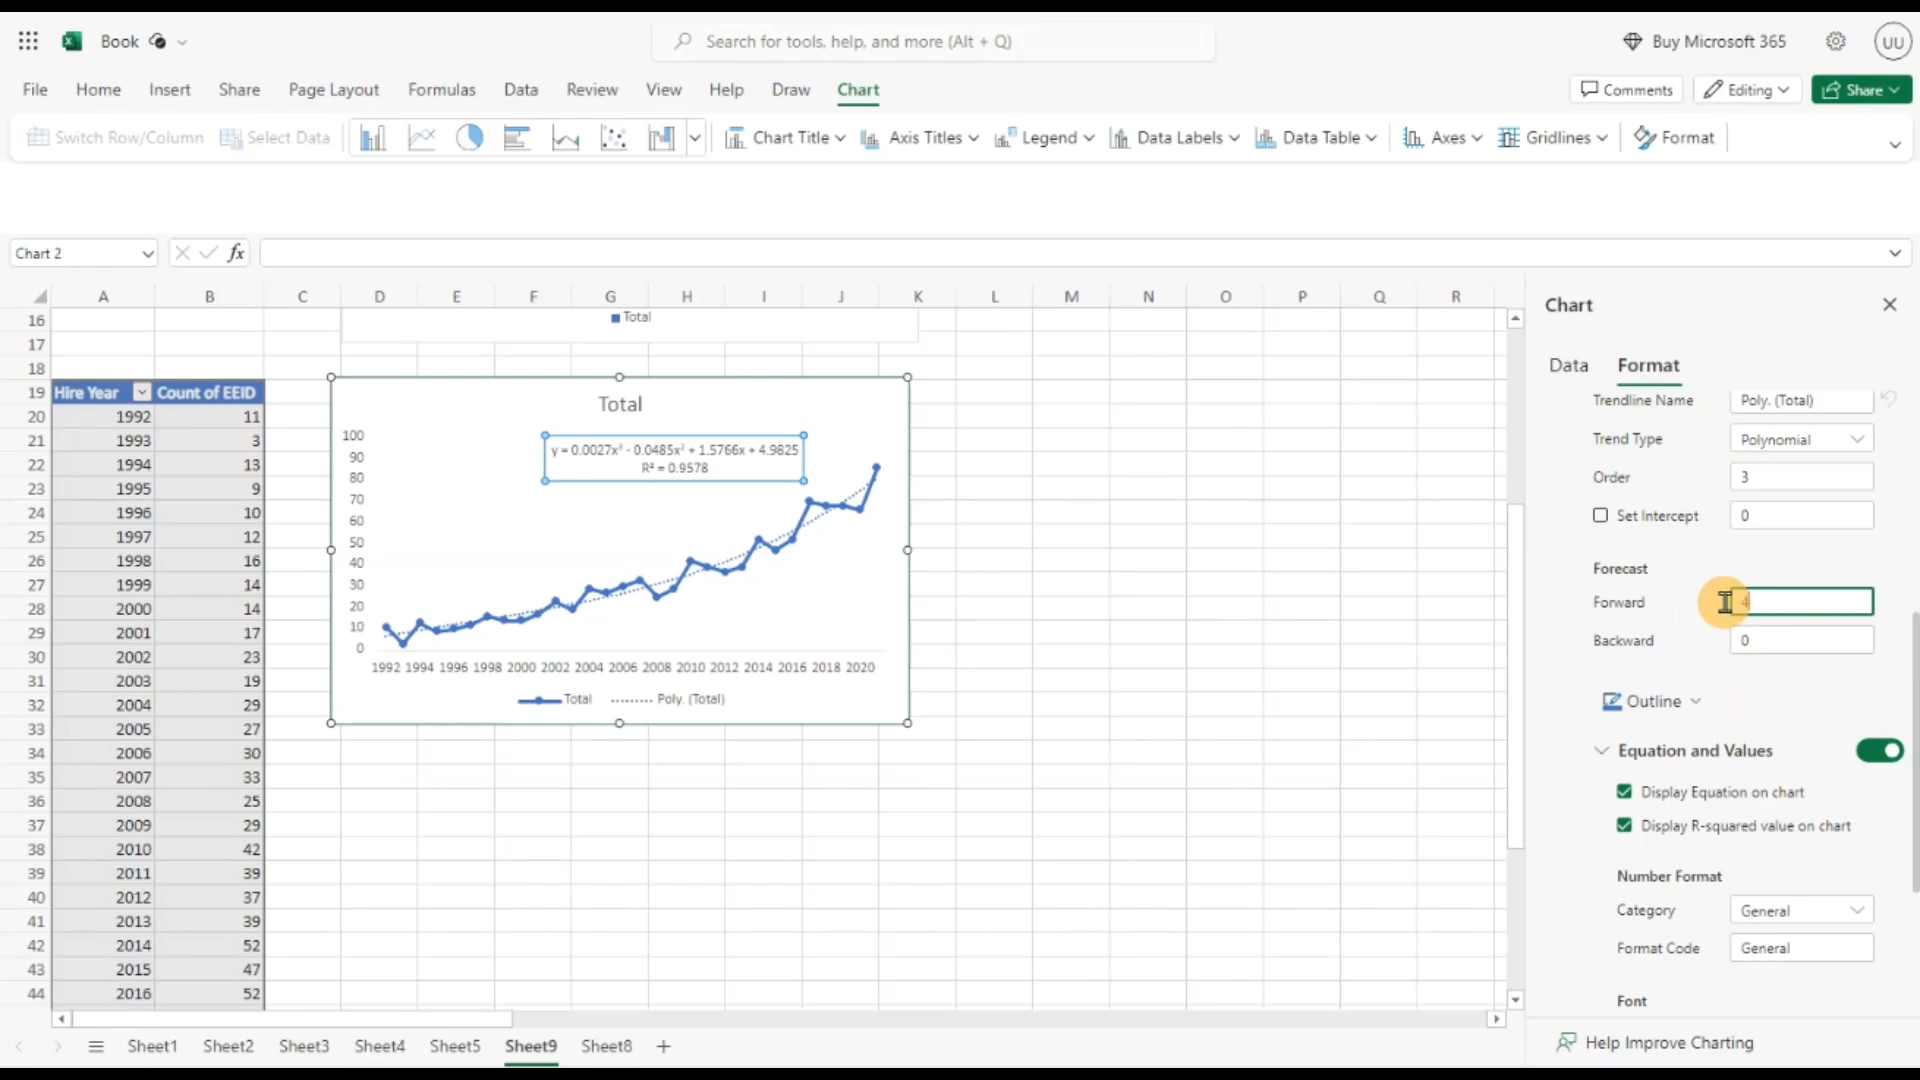 Book
Search for tools, help, and more (Alt + Q)
Buy Microsoft 365
UU
File Home Insert Share Page Layout Formulas Data Review View Help Draw Chart
Comments Editing Share
Switch Row/Column Select Data Chart Title Axis Titles Legend Data Labels Data Table Axes Gridlines Format
Chart 2 fx
A B C D E F G H I J K L M N O P Q R
16
17
18
19 Hire Year Count of EEID
20 1992 11
21 1993 3
22 1994 13
23 1995 9
24 1996 10
25 1997 12
26 1998 16
27 1999 14
28 2000 14
29 2001 17
30 2002 23
31 2003 19
32 2004 29
33 2005 27
34 2006 30
35 2007 33
36 2008 25
37 2009 29
38 2010 42
39 2011 39
40 2012 37
41 2013 39
42 2014 52
43 2015 47
44 2016 52
Total
Total
y = 0.0027x³ - 0.0485x² + 1.5766x + 4.9825
R² = 0.9578
100
90
80
70
60
50
40
30
20
10
0
1992 1994 1996 1998 2000 2002 2004 2006 2008 2010 2012 2014 2016 2018 2020
Total Poly. (Total)
Chart
Data Format
Trendline Name Poly. (Total)
Trend Type Polynomial
Order 3
Set Intercept 0
Forecast
Forward 4
Backward 0
Outline
Equation and Values
Display Equation on chart
Display R-squared value on chart
Number Format
Category General
Format Code General
Font
Help Improve Charting
Sheet1 Sheet2 Sheet3 Sheet4 Sheet5 Sheet9 Sheet8